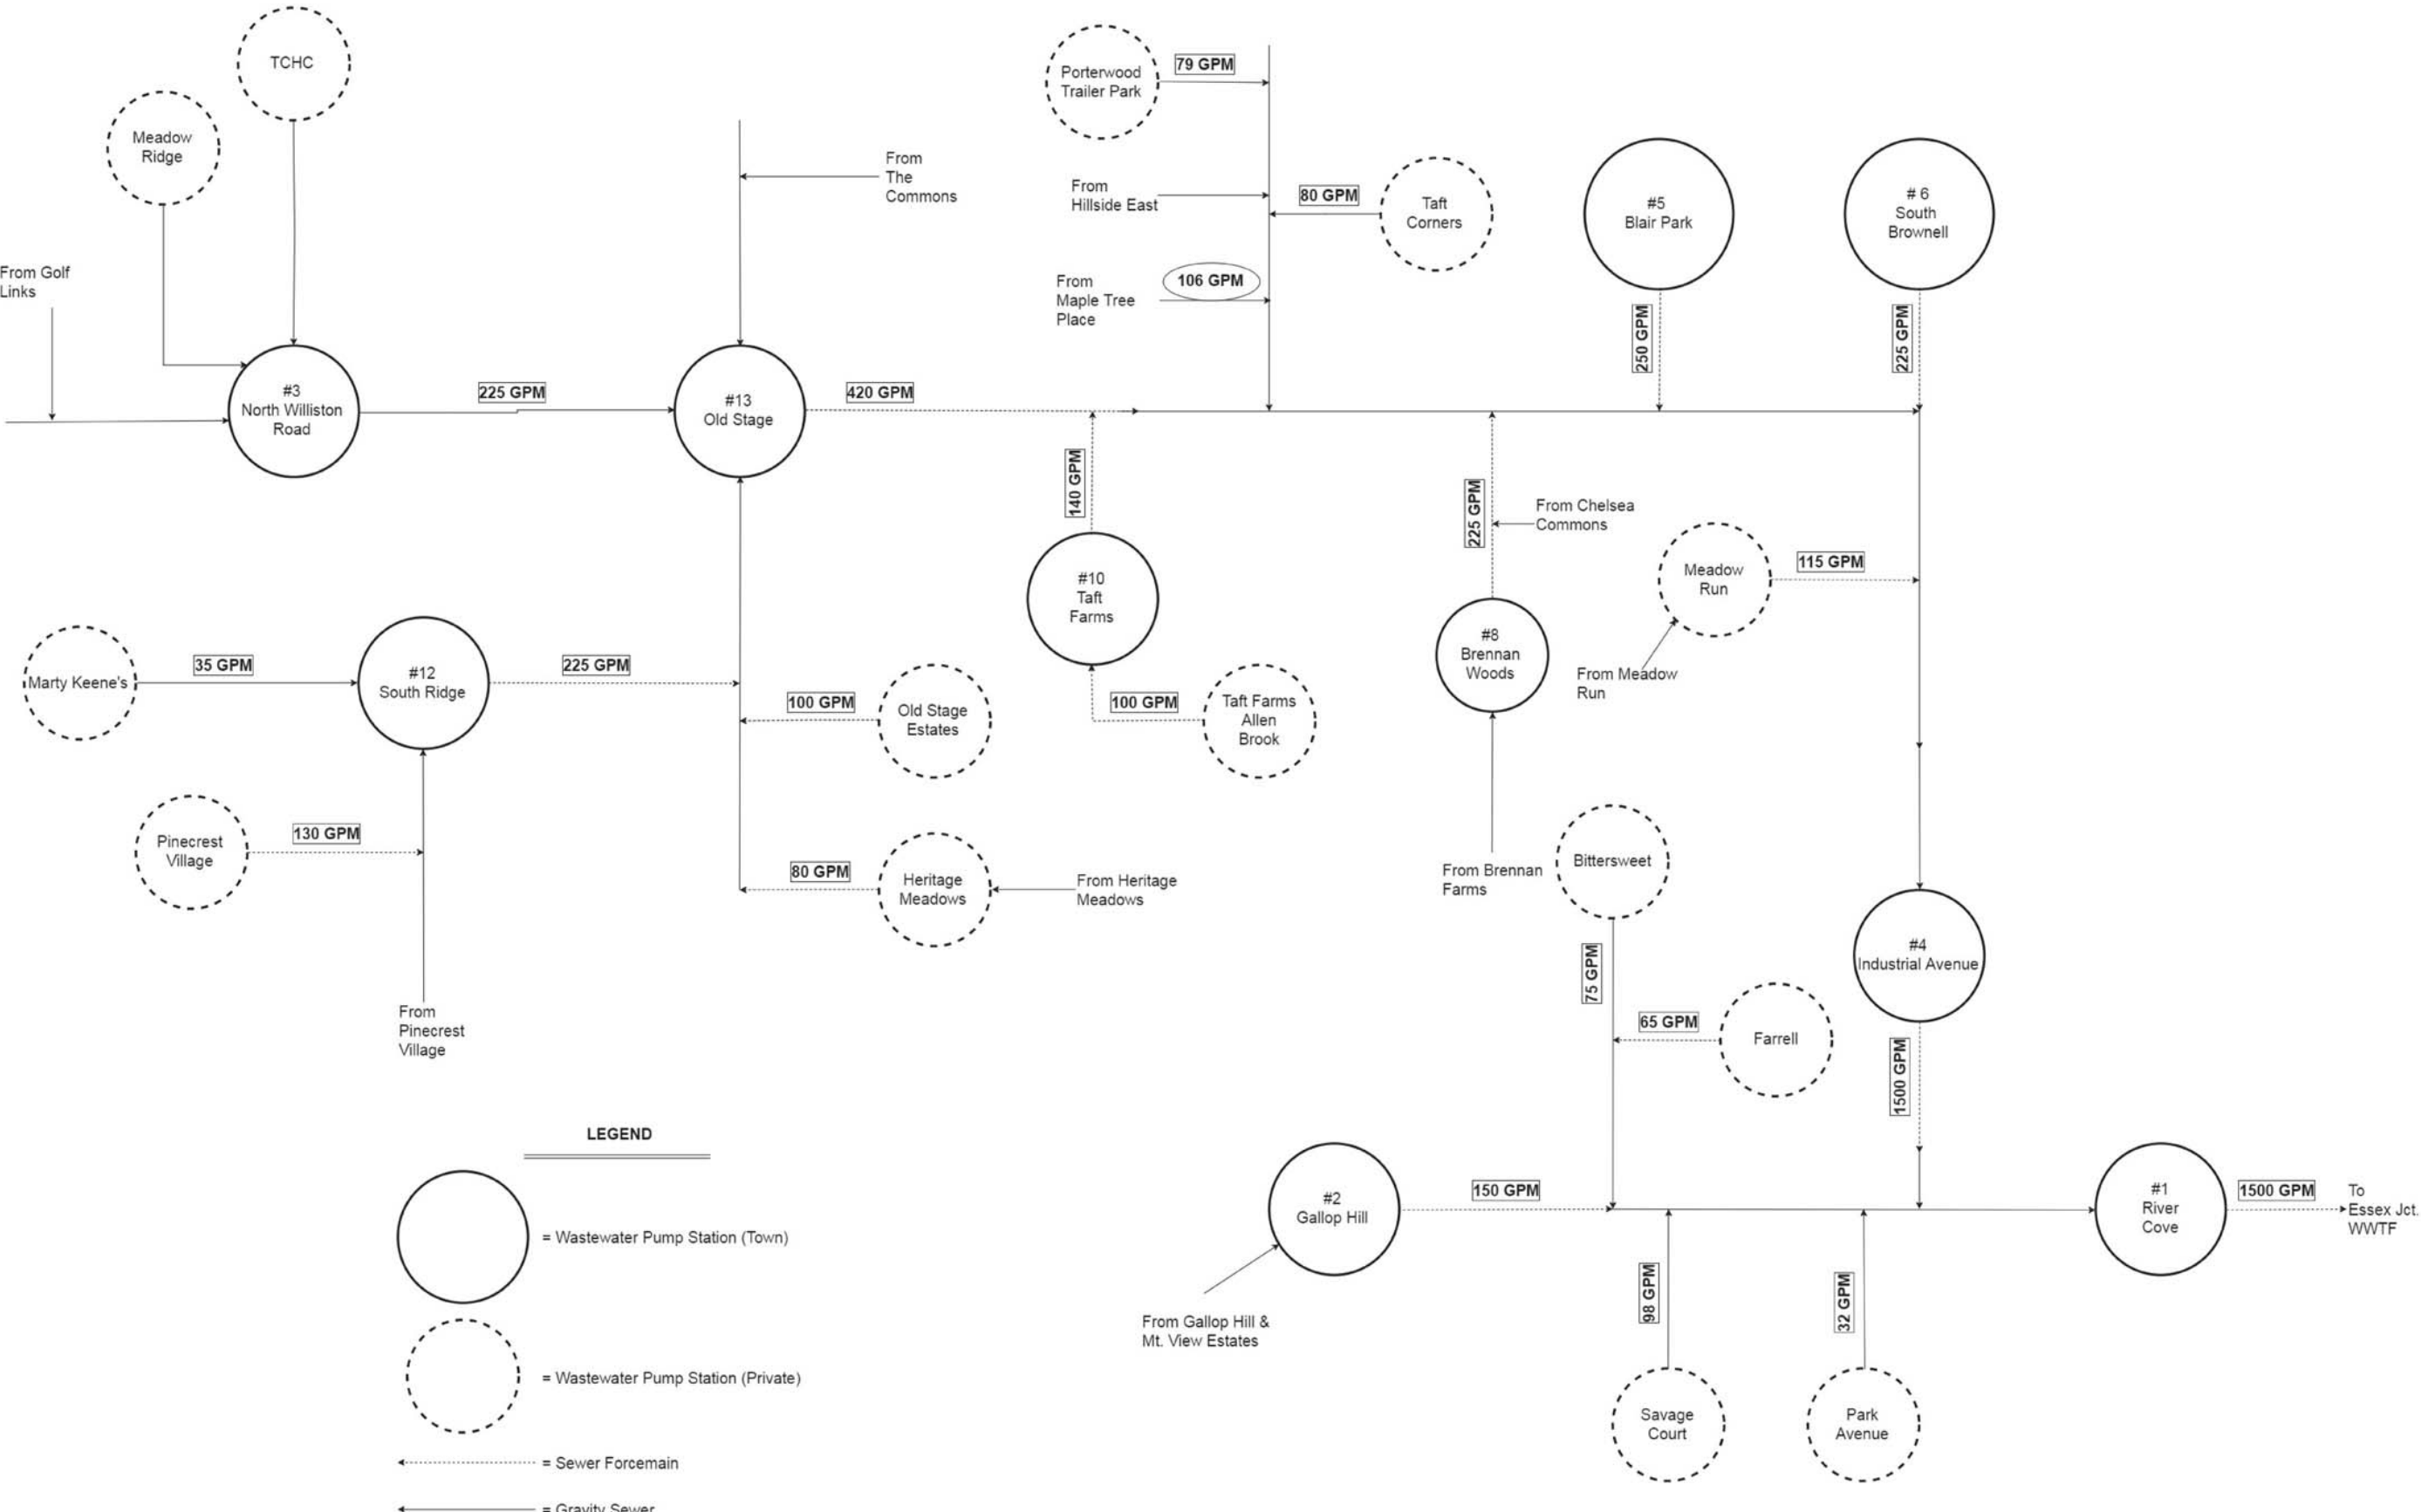 TCHC
Meadow
Ridge
From Golf
Links
#3
North Williston
Road
225 GPM
From
The
Commons
#13
Old Stage
420 GPM
Porterwood
Trailer Park
79 GPM
From
Hillside East
80 GPM
Taft
Corners
From
Maple Tree
Place
106 GPM
#5
Blair Park
250 GPM
# 6
South
Brownell
225 GPM
140 GPM
#10
Taft
Farms
100 GPM
Taft Farms
Allen
Brook
225 GPM
From Chelsea
Commons
#8
Brennan
Woods
From Brennan
Farms
Meadow
Run
115 GPM
From Meadow
Run
Marty Keene's
35 GPM
#12
South Ridge
225 GPM
100 GPM
Old Stage
Estates
Pinecrest
Village
130 GPM
80 GPM
Heritage
Meadows
From Heritage
Meadows
From
Pinecrest
Village
Bittersweet
75 GPM
65 GPM
Farrell
#4
Industrial Avenue
1500 GPM
#2
Gallop Hill
150 GPM
From Gallop Hill &
Mt. View Estates
98 GPM
Savage
Court
32 GPM
Park
Avenue
#1
River
Cove
1500 GPM
To
Essex Jct.
WWTF
LEGEND
= Wastewater Pump Station (Town)
= Wastewater Pump Station (Private)
= Sewer Forcemain
= Gravity Sewer